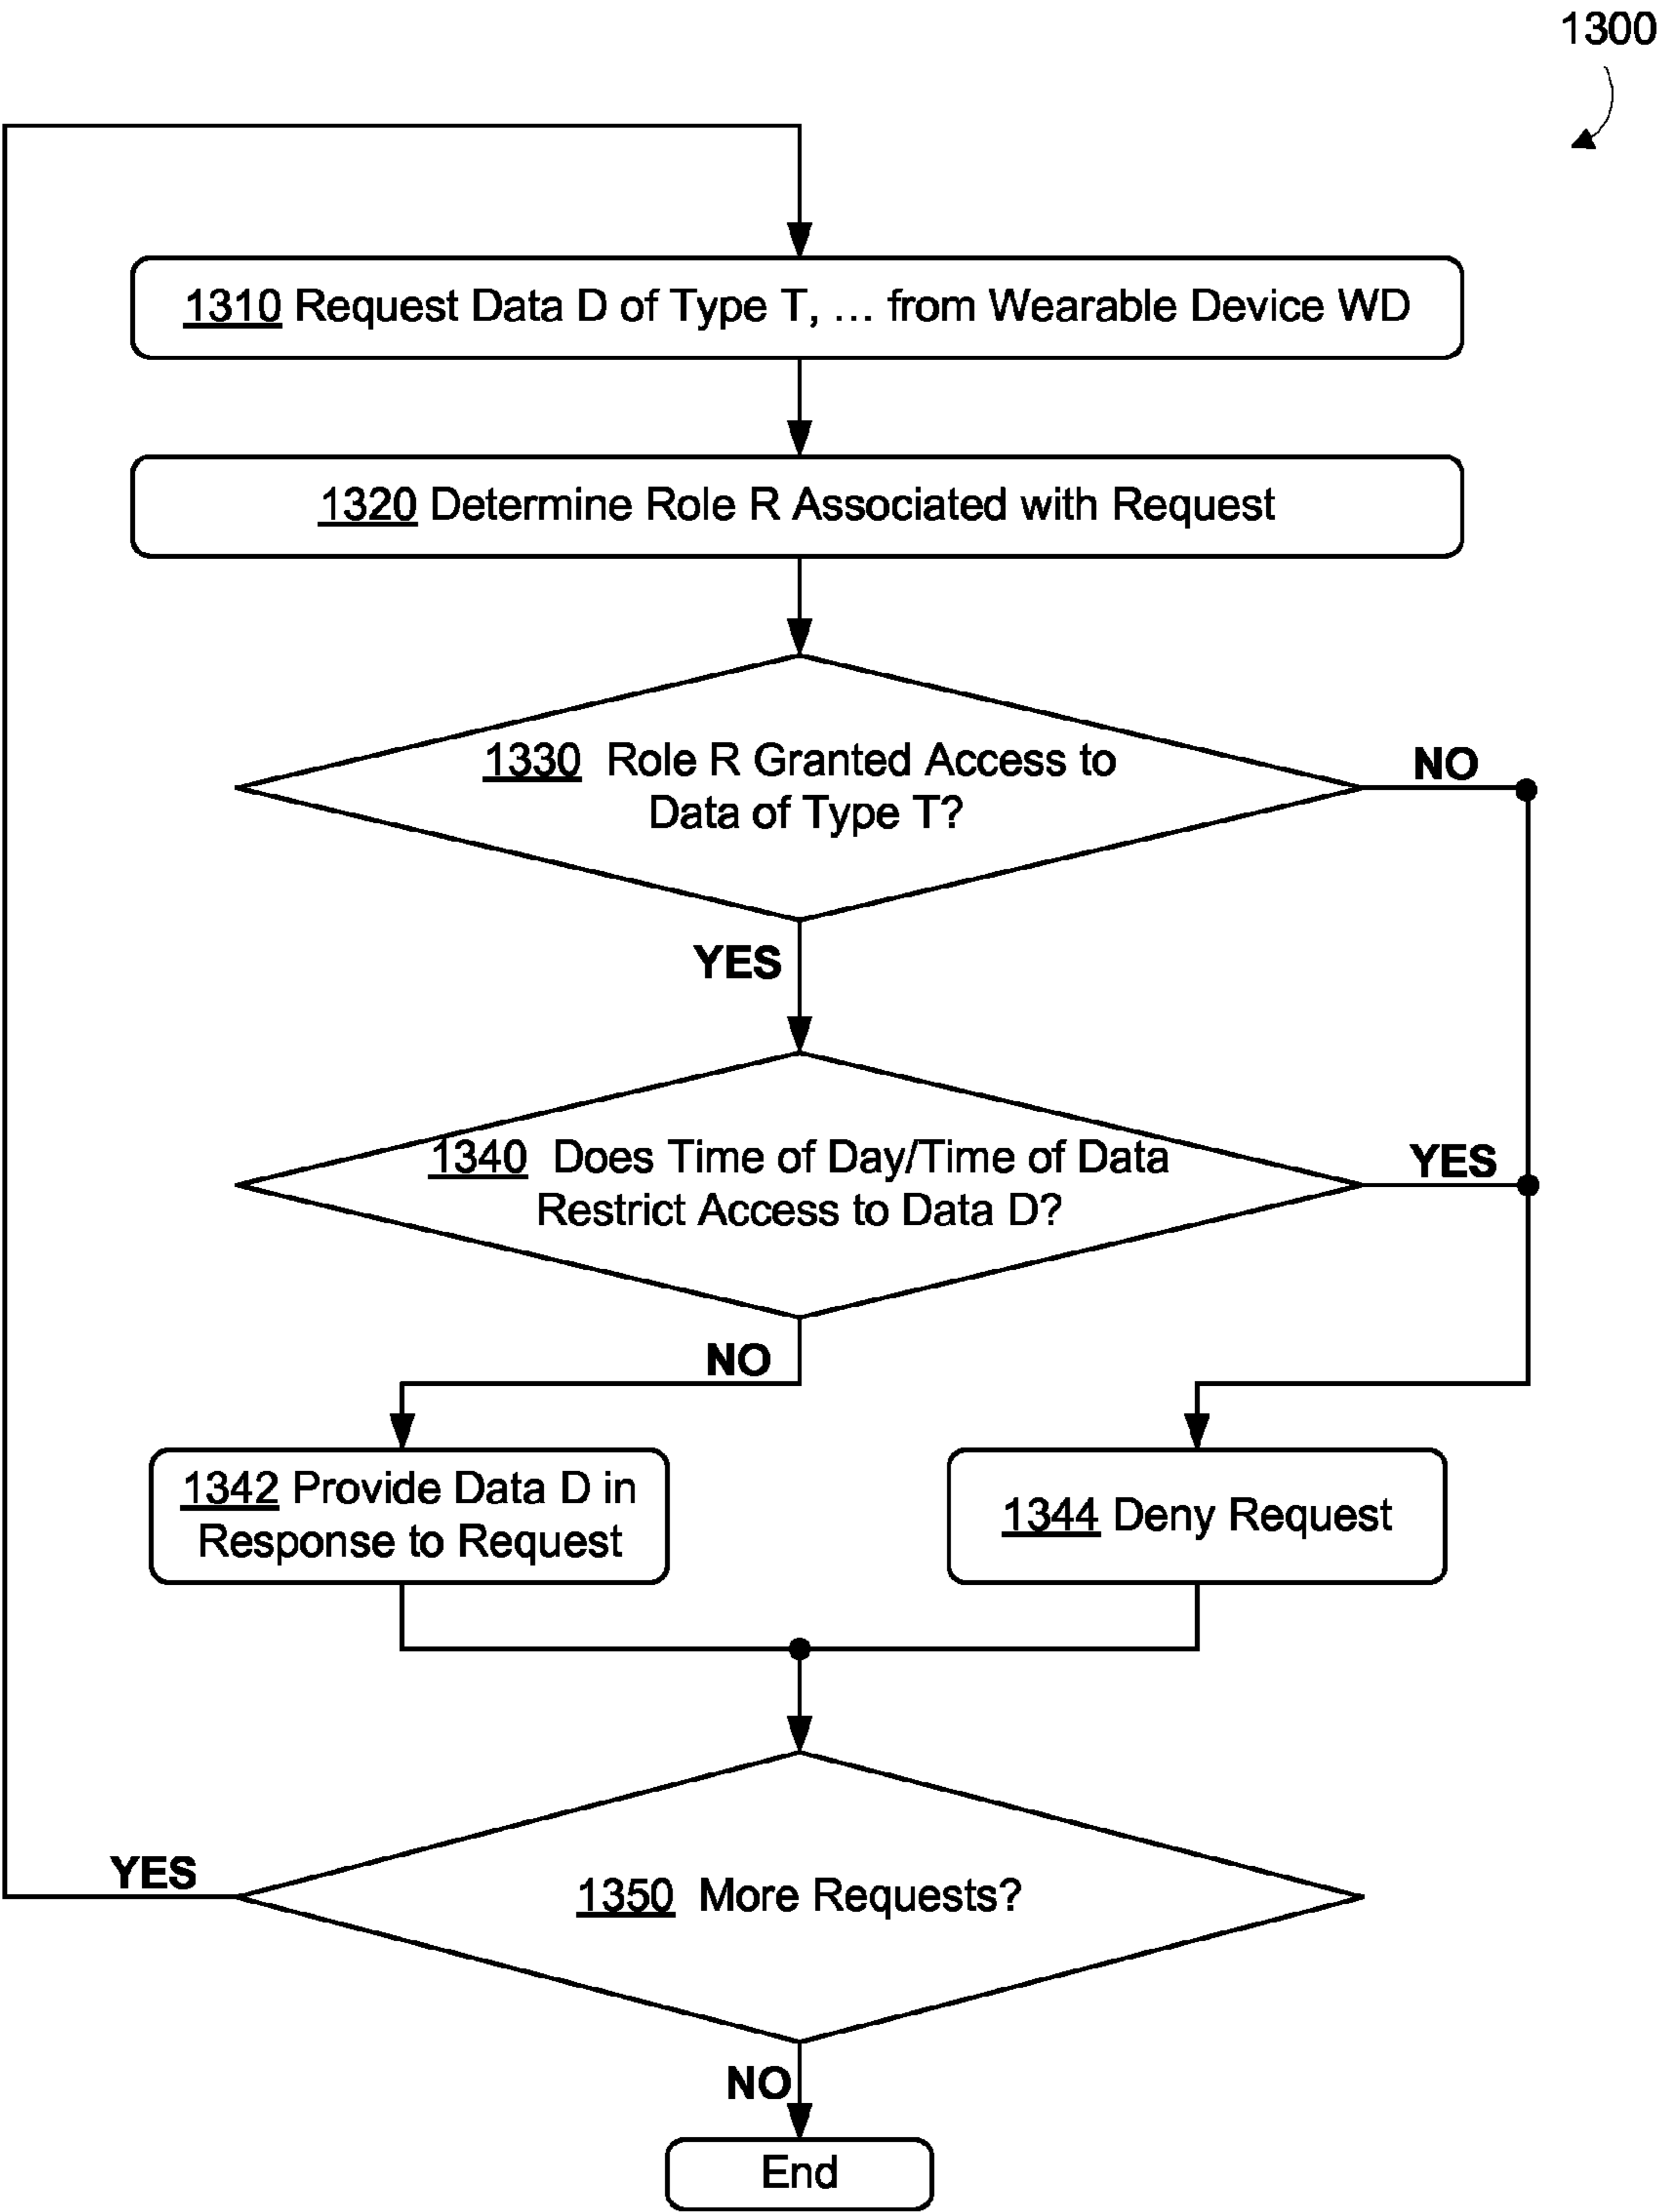 1300
1310 Request Data D of Type T, ... from Wearable Device WD
1320 Determine Role R Associated with Request
1330 Role R Granted Access to
Data of Type T?
NO
YES
1340 Does Time of Day/Time of Data
Restrict Access to Data D?
YES
NO
1342 Provide Data D in
Response to Request
1344 Deny Request
YES
1350 More Requests?
NO
End